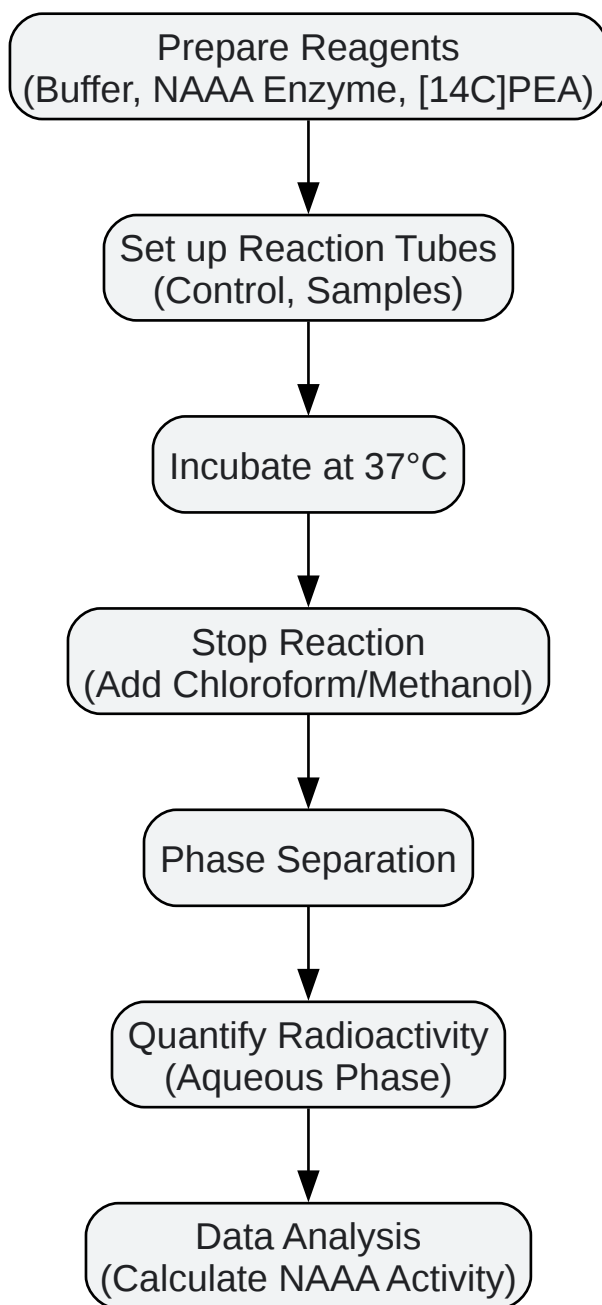 Prepare Reagents
(Buffer, NAAA Enzyme, [14C]PEA)
Set up Reaction Tubes
(Control, Samples)
Incubate at 37°C
Stop Reaction
(Add Chloroform/Methanol)
Phase Separation
Quantify Radioactivity
(Aqueous Phase)
Data Analysis
(Calculate NAAA Activity)